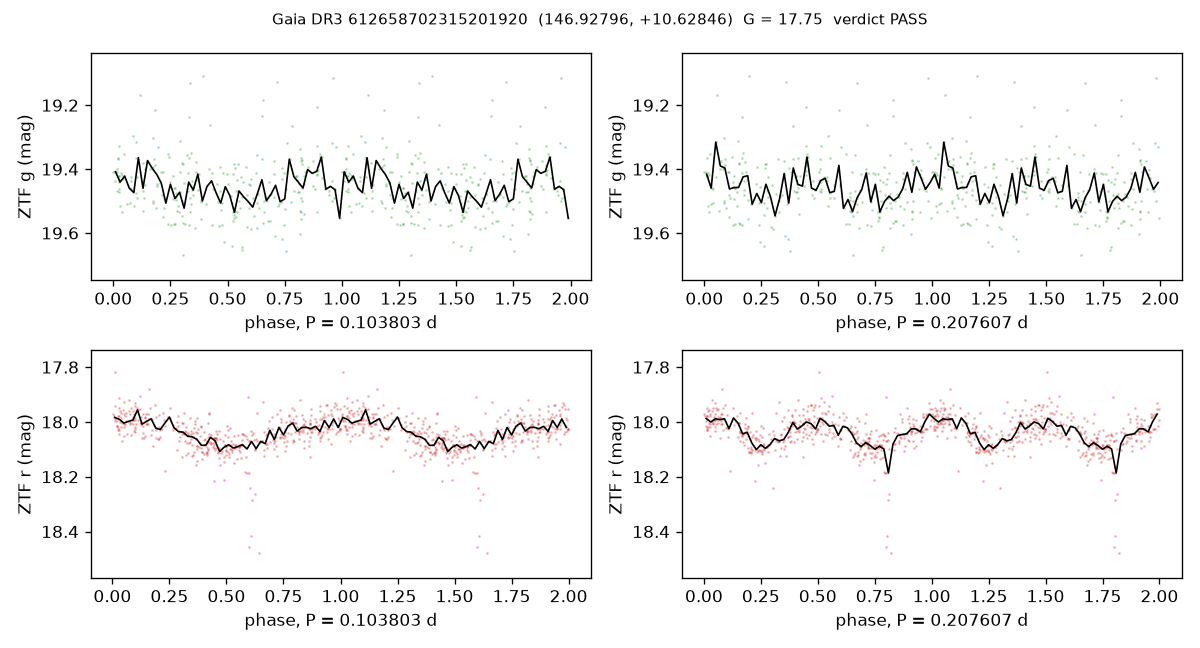 Gaia DR3 612658702315201920 (146.92796, +10.62846) G = 17.75 verdict PASS
ZTF g (mag)
19.2
19.4
19.6
0.00 0.25 0.50 0.75 1.00 1.25 1.50 1.75 2.00
phase, P = 0.103803 d
ZTF g (mag)
19.2
19.4
19.6
0.00 0.25 0.50 0.75 1.00 1.25 1.50 1.75 2.00
phase, P = 0.207607 d
ZTF r (mag)
17.8
18.0
18.2
18.4
0.00 0.25 0.50 0.75 1.00 1.25 1.50 1.75 2.00
phase, P = 0.103803 d
ZTF r (mag)
17.8
18.0
18.2
18.4
0.00 0.25 0.50 0.75 1.00 1.25 1.50 1.75 2.00
phase, P = 0.207607 d